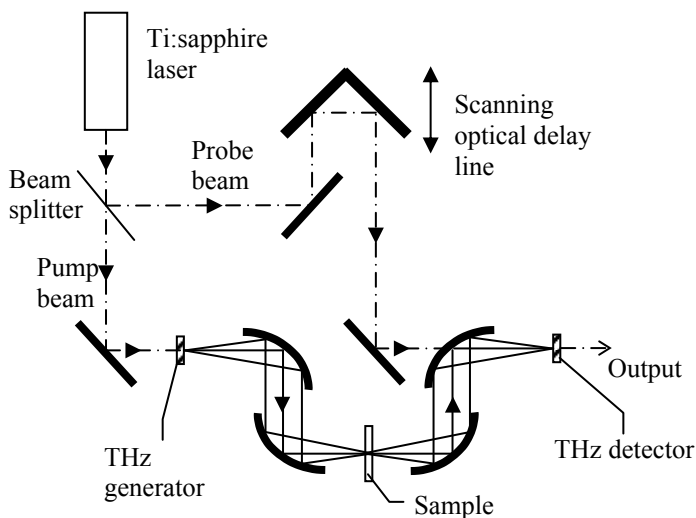 Ti:sapphire
laser
Scanning
optical delay
line
Probe
beam
Beam
splitter
Pump
beam
Output
THz
generator
THz detector
Sample